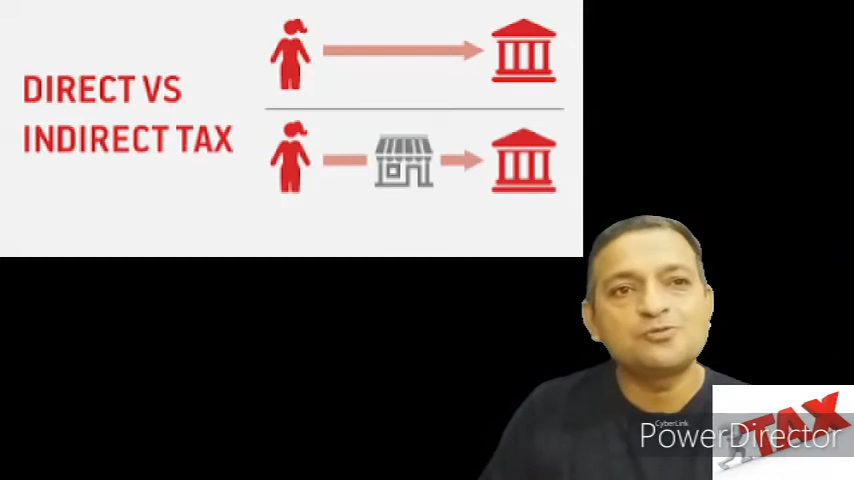 DIRECT VS
INDIRECT TAX
CyberLink
PowerDirector
TAX